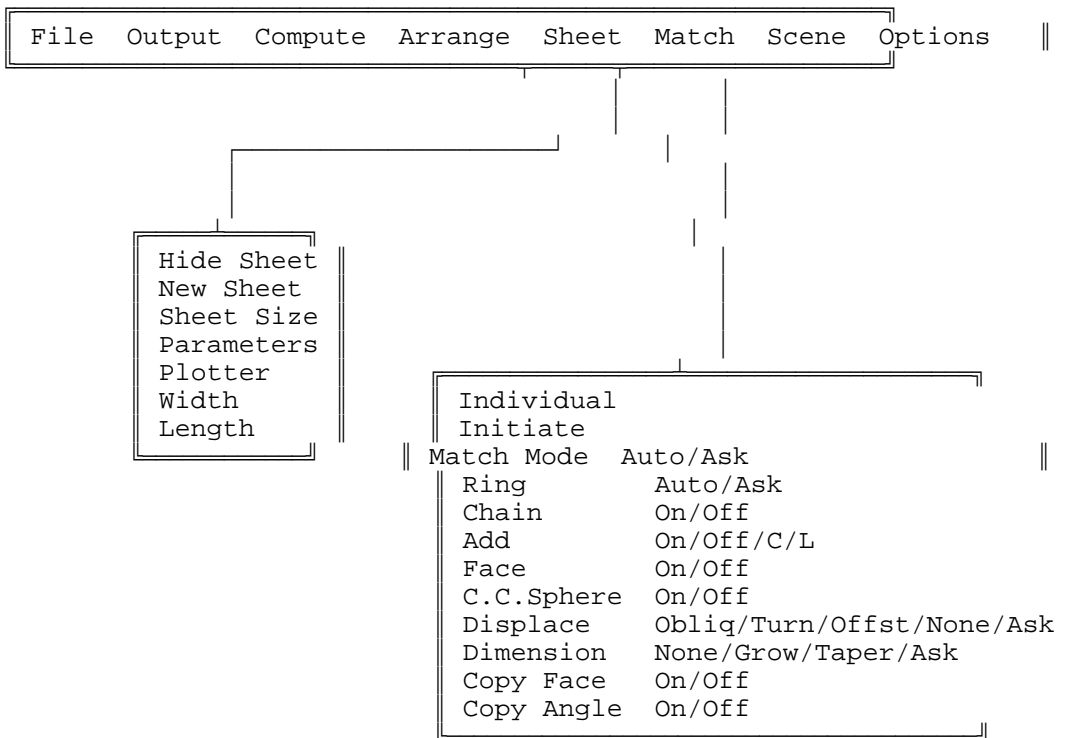 File Output Compute Arrange Sheet Match Scene Options
Hide Sheet
New Sheet
Sheet Size
Parameters
Plotter
Width
Length
Individual
Initiate
Match Mode Auto/Ask
Ring Auto/Ask
Chain On/Off
Add On/Off/C/L
Face On/Off
C.C.Sphere On/Off
Displace Obliq/Turn/Offst/None/Ask
Dimension None/Grow/Taper/Ask
Copy Face On/Off
Copy Angle On/Off